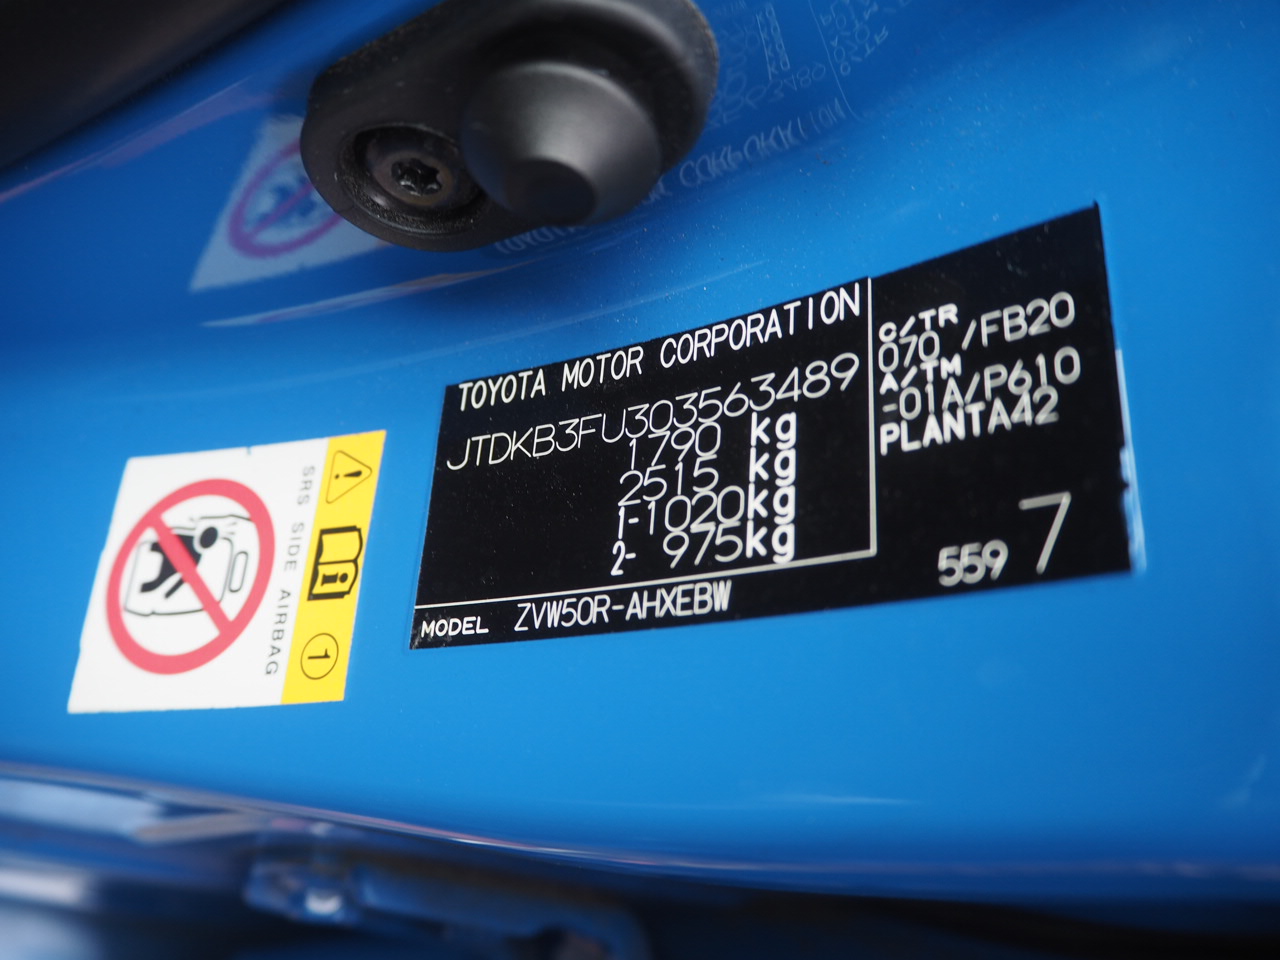 TOYOTA MOTOR CORPORATION
JTDKB3FU303563489
1790 kg
2515 kg
1-1020kg
2- 975kg
MODEL ZVW50R-AHXEBW
C/TR
070 /FB20
A/TM
-01A/P610
PLANTA42
559 7
SRS SIDE AIRBAG
1